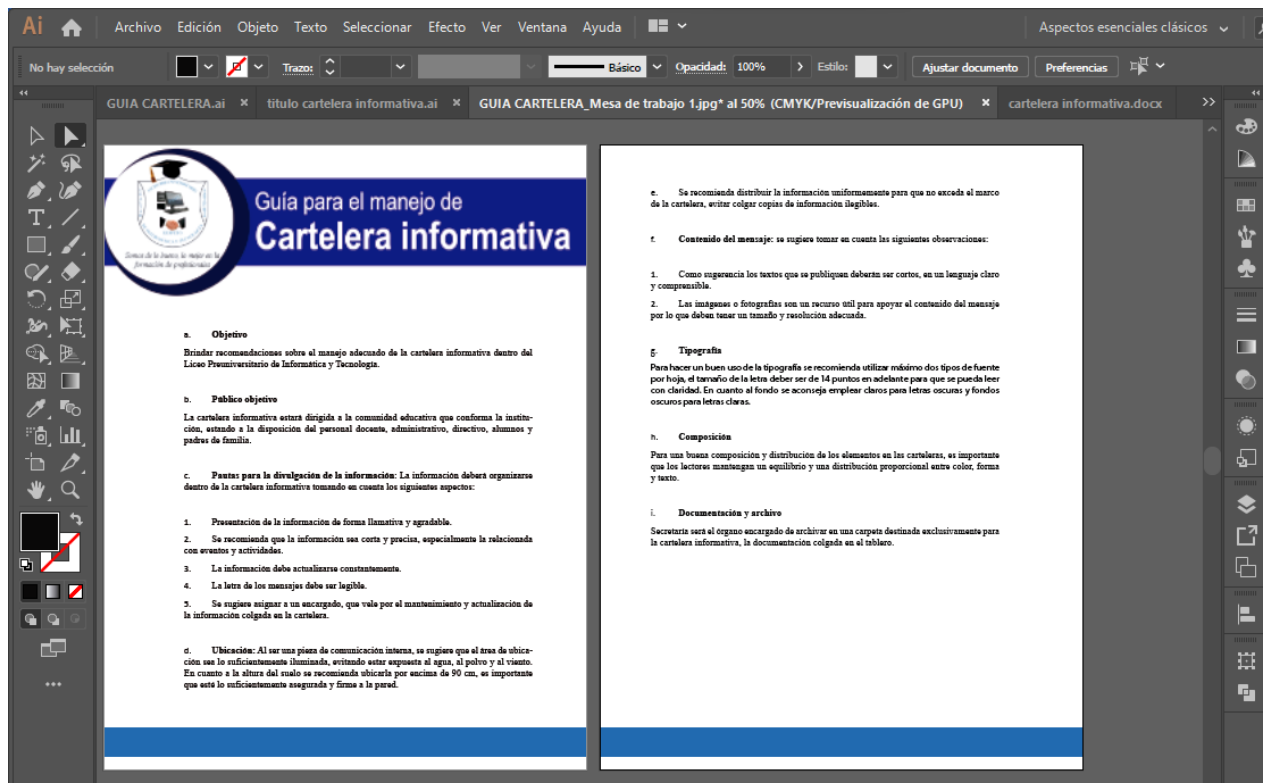 Ai Archivo Edición Objeto Texto Seleccionar Efecto Ver Ventana Ayuda Aspectos esenciales clásicos
No hay selección Trazo: Básico Opacidad: 100% Estilo: Ajustar documento Preferencias
GUIA CARTELERA.ai × titulo cartelera informativa.ai × GUIA CARTELERA_Mesa de trabajo 1.jpg* al 50% (CMYK/Previsualización de GPU) × cartelera informativa.docx
Guía para el manejo de
Cartelera informativa
Somos de lo bueno, lo mejor en la
formación de profesionales
a. Objetivo
Brindar recomendaciones sobre el manejo adecuado de la cartelera informativa dentro del
Liceo Preuniversitario de Informática y Tecnología.
b. Público objetivo
La cartelera informativa estará dirigida a la comunidad educativa que conforma la institu-
ción, estando a la disposición del personal docente, administrativo, directivo, alumnos y
padres de familia.
c. Pautas para la divulgación de la información: La información deberá organizarse
dentro de la cartelera informativa tomando en cuenta los siguientes aspectos:
1. Presentación de la información de forma llamativa y agradable.
2. Se recomienda que la información sea corta y precisa, especialmente la relacionada
con eventos y actividades.
3. La información debe actualizarse constantemente.
4. La letra de los mensajes debe ser legible.
5. Se sugiere asignar a un encargado, que vele por el mantenimiento y actualización de
la información colgada en la cartelera.
d. Ubicación: Al ser una pieza de comunicación interna, se sugiere que el área de ubica-
ción sea lo suficientemente iluminada, evitando estar expuesta al agua, al polvo y al viento.
En cuanto a la altura del suelo se recomienda ubicarla por encima de 90 cm, es importante
que esté lo suficientemente asegurada y firme a la pared.
e. Se recomienda distribuir la información uniformemente para que no exceda el marco
de la cartelera, evitar colgar copias de información ilegibles.
f. Contenido del mensaje: se sugiere tomar en cuenta las siguientes observaciones:
1. Como sugerencia los textos que se publiquen deberán ser cortos, en un lenguaje claro
y comprensible.
2. Las imágenes o fotografías son un recurso útil para apoyar el contenido del mensaje
por lo que deben tener un tamaño y resolución adecuada.
g. Tipografía
Para hacer un buen uso de la tipografía se recomienda utilizar máximo dos tipos de fuente
por hoja, el tamaño de la letra deber ser de 14 puntos en adelante para que se pueda leer
con claridad. En cuanto al fondo se aconseja emplear claros para letras oscuras y fondos
oscuros para letras claras.
h. Composición
Para una buena composición y distribución de los elementos en las carteleras, es importante
que los lectores mantengan un equilibrio y una distribución proporcional entre color, forma
y texto.
i. Documentación y archivo
Secretaría será el órgano encargado de archivar en una carpeta destinada exclusivamente para
la cartelera informativa, la documentación colgada en el tablero.